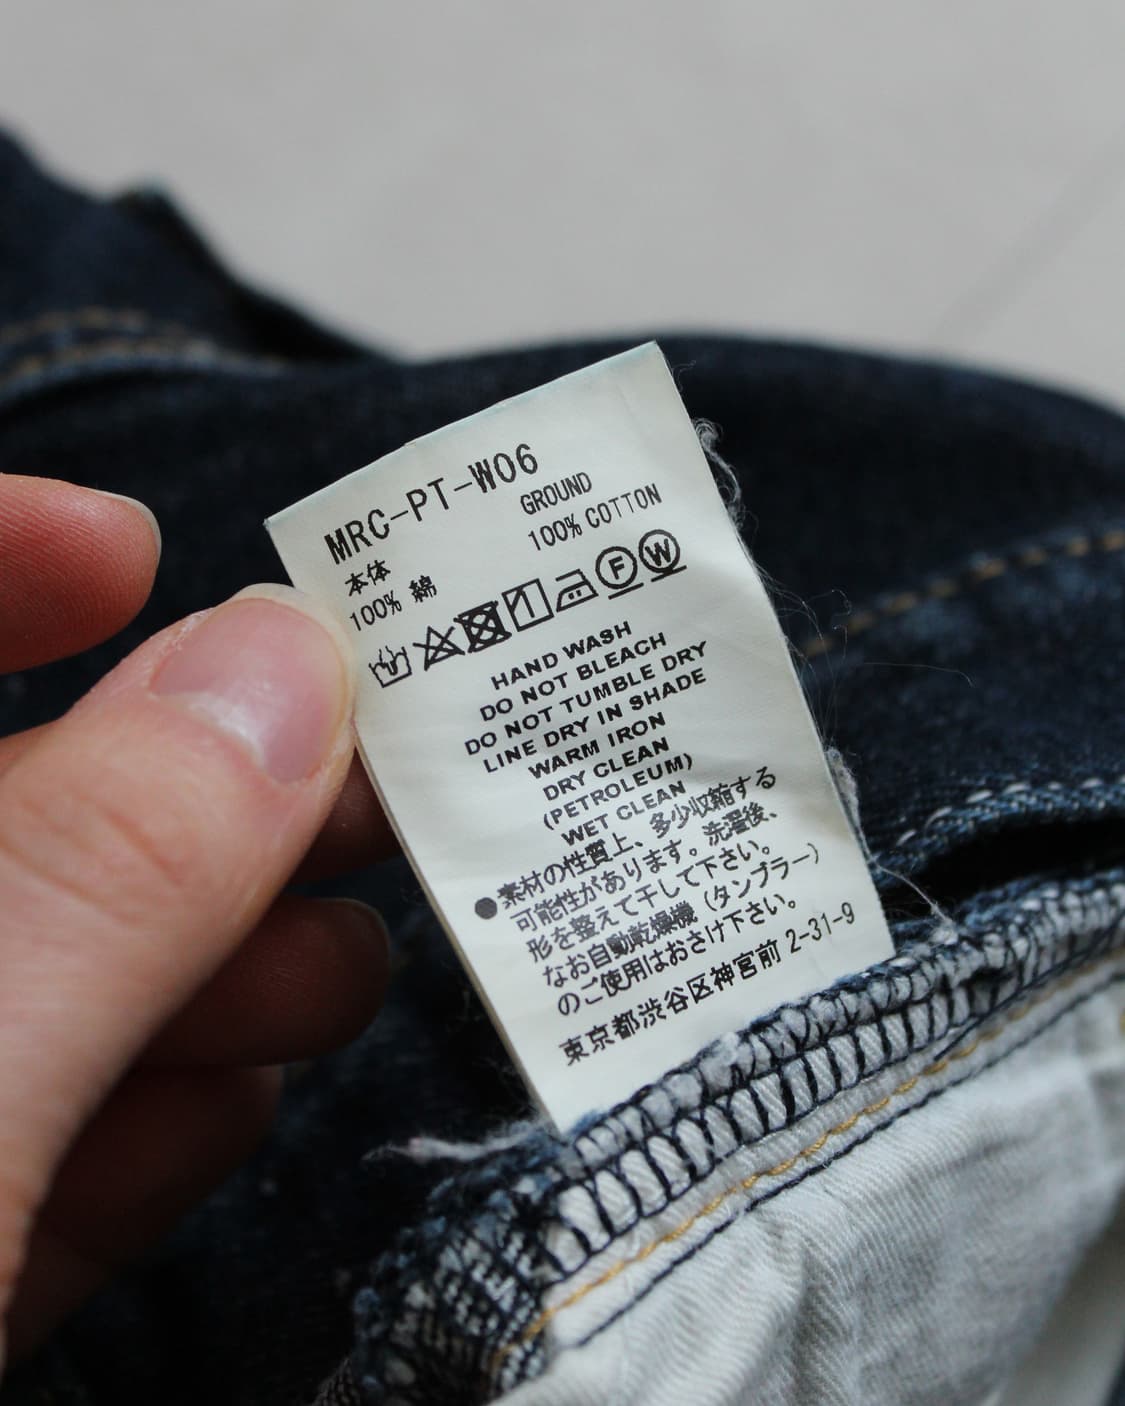 MRC-PT-W06
本体
100% 綿
GROUND
100% COTTON
F W
HAND WASH
DO NOT BLEACH
DO NOT TUMBLE DRY
LINE DRY IN SHADE
WARM IRON
DRY CLEAN
(PETROLEUM)
WET CLEAN
●素材の性質上、多少収縮する
可能性があります。洗濯後、
形を整えて干して下さい。
なお自動乾燥機(タンブラー)
のご使用はおさけ下さい。
東京都渋谷区神宮前 2-31-9